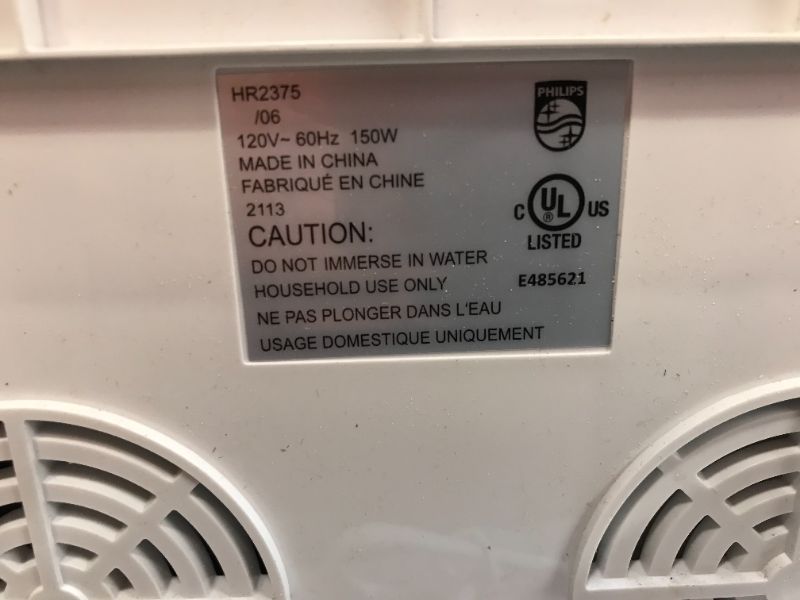 HR2375
/06
120V~ 60Hz 150W
MADE IN CHINA
FABRIQUÉ EN CHINE
2113
CAUTION:
DO NOT IMMERSE IN WATER
HOUSEHOLD USE ONLY
NE PAS PLONGER DANS L'EAU
USAGE DOMESTIQUE UNIQUEMENT
PHILIPS
C UL® US
LISTED
E485621